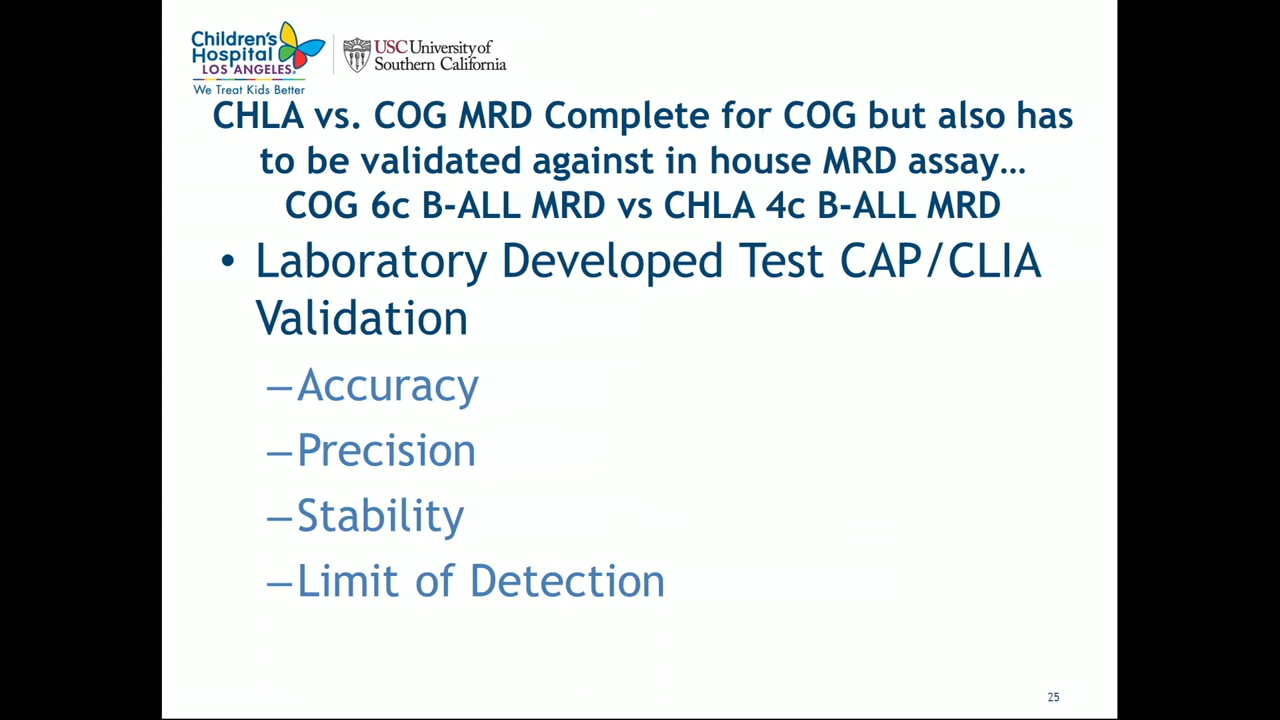 Children's
Hospital
LOS ANGELES®
We Treat Kids Better
USC University of
Southern California
CHLA vs. COG MRD Complete for COG but also has
to be validated against in house MRD assay…
COG 6c B-ALL MRD vs CHLA 4c B-ALL MRD
• Laboratory Developed Test CAP/CLIA
Validation
–Accuracy
–Precision
–Stability
–Limit of Detection
25